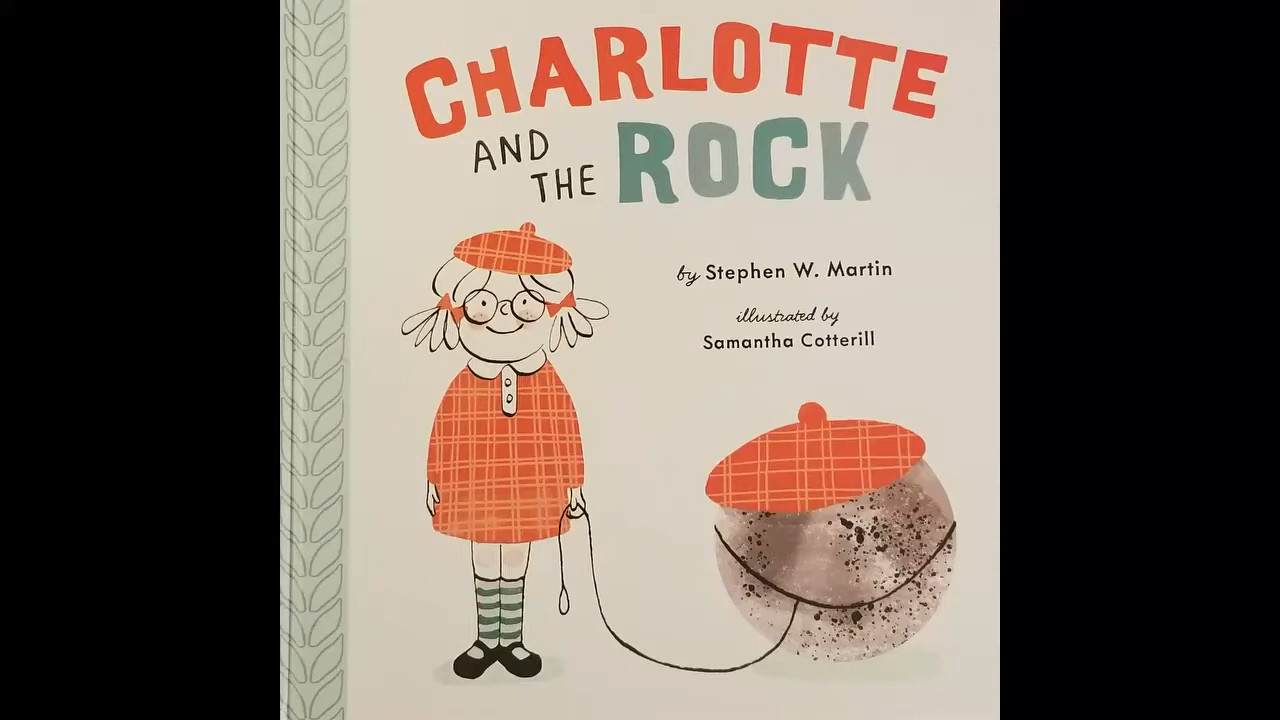 CHARLOTTE
AND
THE ROCK
by Stephen W. Martin
illustrated by
Samantha Cotterill